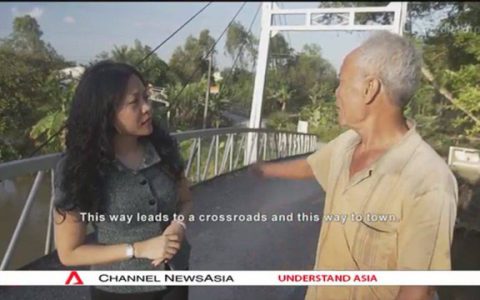 This way leads to a crossroads and this way to town.
CHANNEL NEWSASIA
UNDERSTAND ASIA